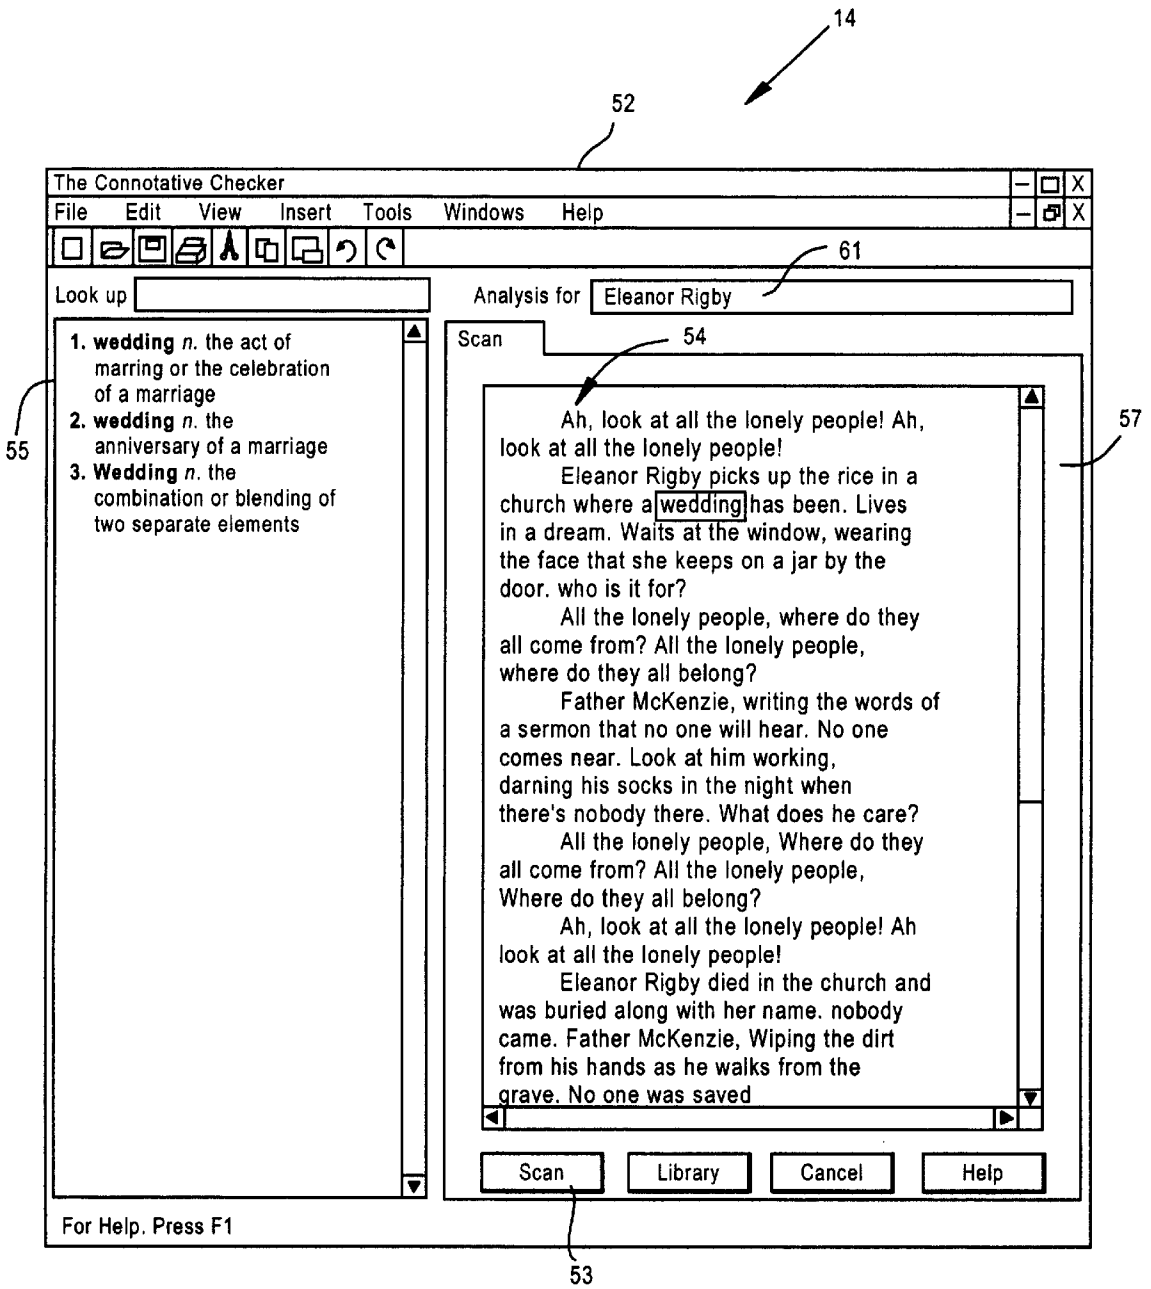 14
52
The Connotative Checker
File Edit View Insert Tools Windows Help
61
Look up
Analysis for Eleanor Rigby
Scan
54
55
57
1. wedding n. the act of
marring or the celebration
of a marriage
2. wedding n. the
anniversary of a marriage
3. Wedding n. the
combination or blending of
two separate elements
Ah, look at all the lonely people! Ah,
look at all the lonely people!
Eleanor Rigby picks up the rice in a
church where a wedding has been. Lives
in a dream. Waits at the window, wearing
the face that she keeps on a jar by the
door. who is it for?
All the lonely people, where do they
all come from? All the lonely people,
where do they all belong?
Father McKenzie, writing the words of
a sermon that no one will hear. No one
comes near. Look at him working,
darning his socks in the night when
there's nobody there. What does he care?
All the lonely people, Where do they
all come from? All the lonely people,
Where do they all belong?
Ah, look at all the lonely people! Ah
look at all the lonely people!
Eleanor Rigby died in the church and
was buried along with her name. nobody
came. Father McKenzie, Wiping the dirt
from his hands as he walks from the
grave. No one was saved
Scan Library Cancel Help
For Help. Press F1
53